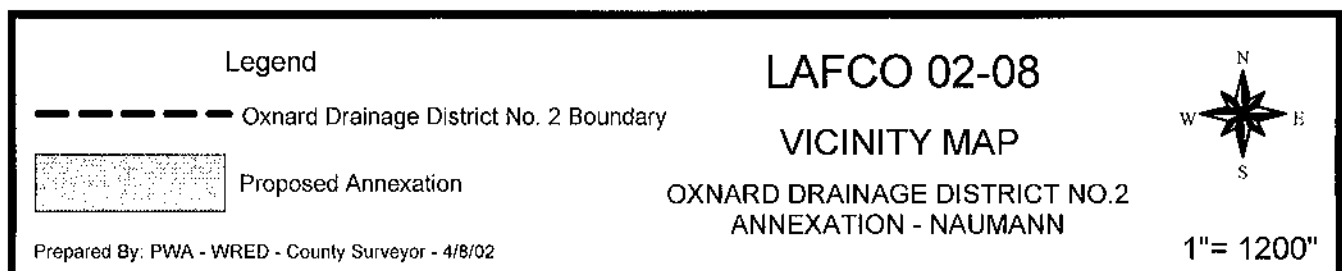 Legend
Oxnard Drainage District No. 2 Boundary
Proposed Annexation
Prepared By: PWA - WRED - County Surveyor - 4/8/02
LAFCO 02-08
VICINITY MAP
OXNARD DRAINAGE DISTRICT NO.2
ANNEXATION - NAUMANN
N
W E
S
1"= 1200"